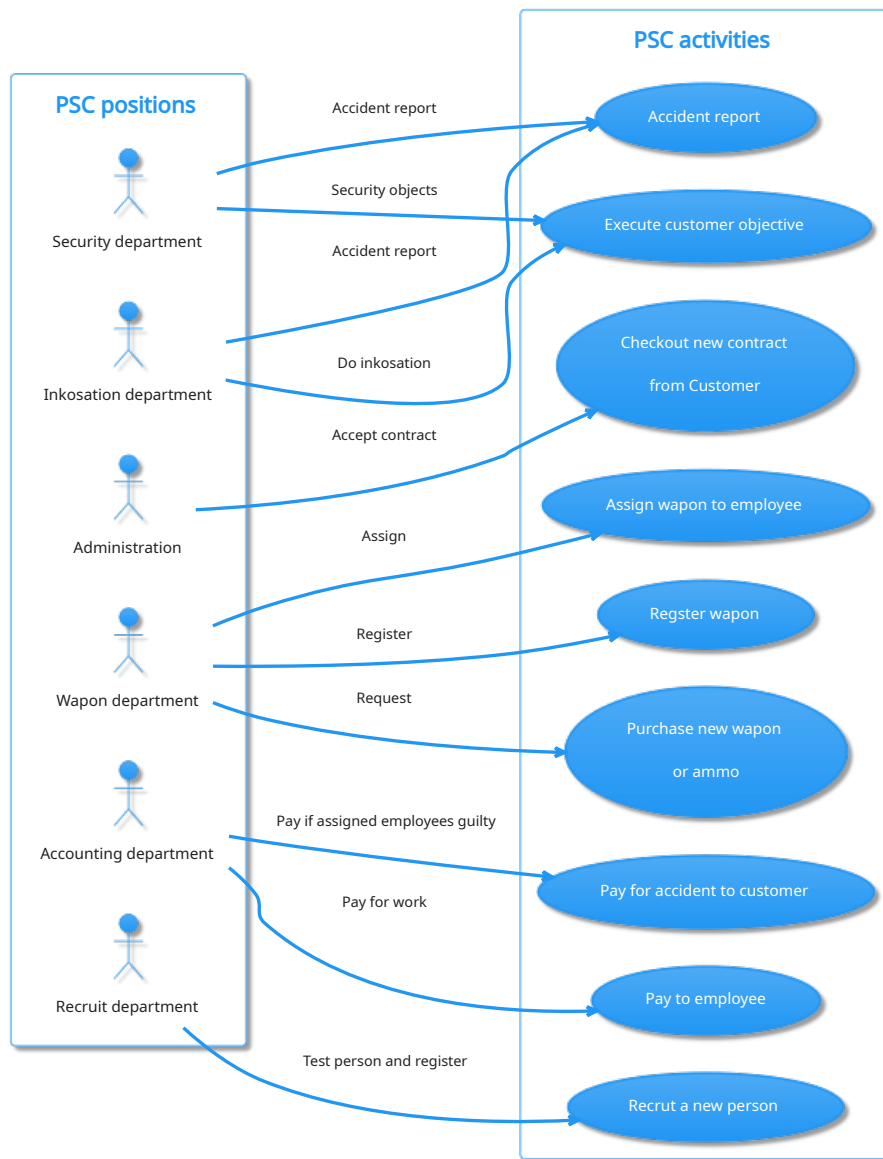 PSC activities
PSC positions
Accident report
Accident report
Security objects
Security department
Execute customer objective
Accident report
Checkout new contract
from Customer
Do inkosation
Inkosation department
Accept contract
Assign wapon to employee
Assign
Administration
Regster wapon
Register
Wapon department
Request
Purchase new wapon
or ammo
Pay if assigned employees guilty
Accounting department
Pay for accident to customer
Pay for work
Pay to employee
Recruit department
Test person and register
Recrut a new person